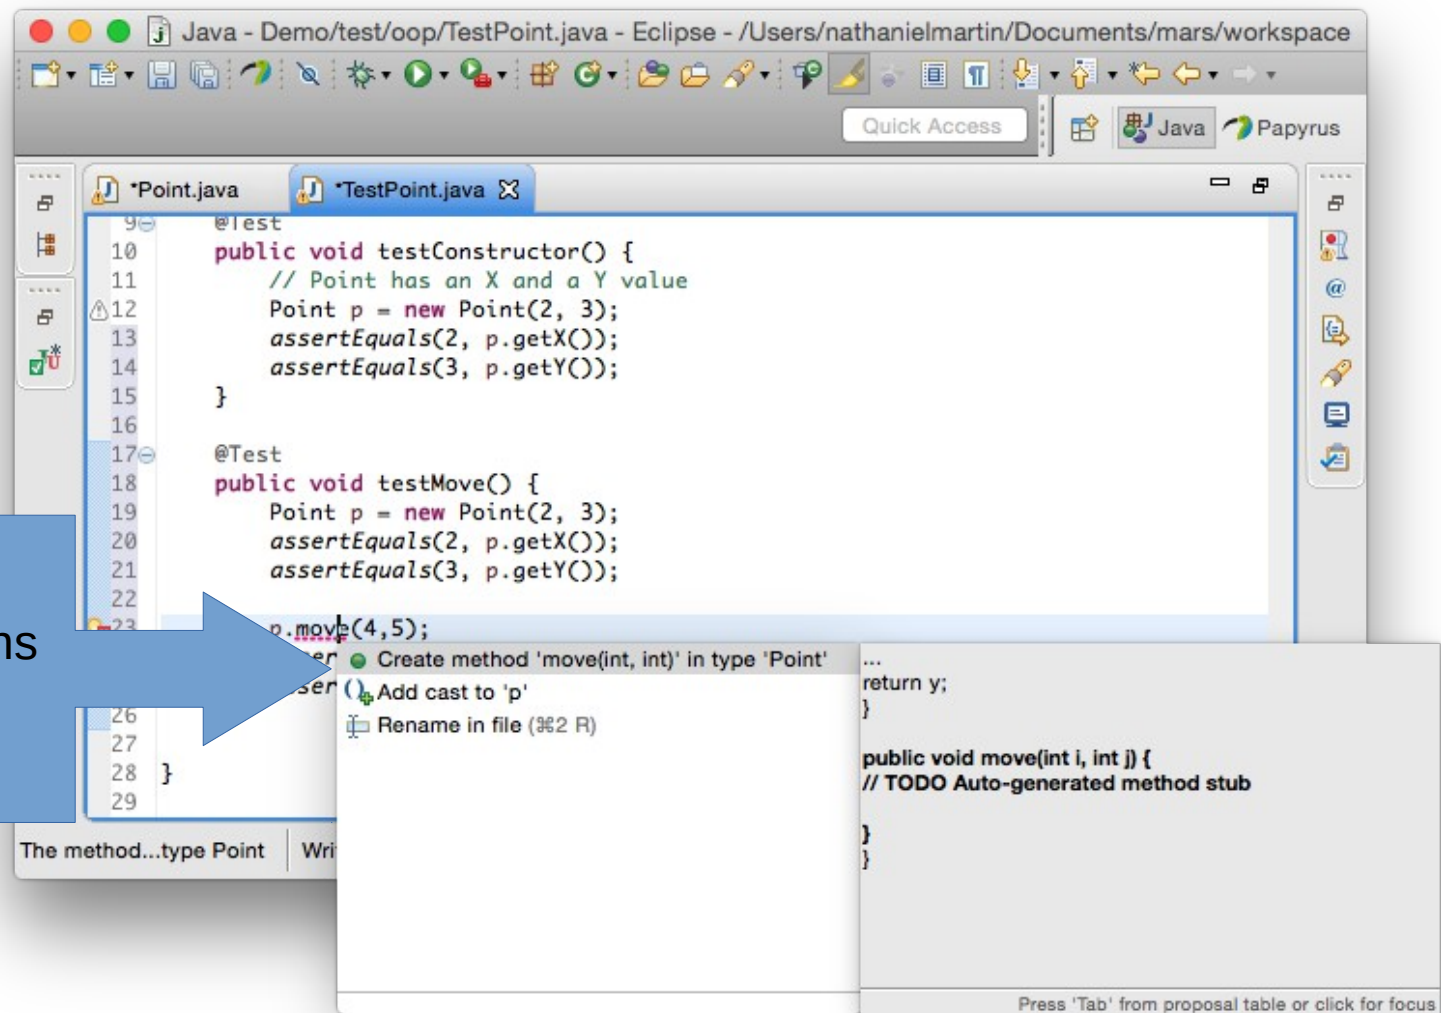 Java - Demo/test/oop/TestPoint.java - Eclipse - /Users/nathanielmartin/Documents/mars/workspace
Quick Access
Java
Papyrus
*Point.java
*TestPoint.java
9 @Test
10 public void testConstructor() {
11 // Point has an X and a Y value
12 Point p = new Point(2, 3);
13 assertEquals(2, p.getX());
14 assertEquals(3, p.getY());
15 }
16
17 @Test
18 public void testMove() {
19 Point p = new Point(2, 3);
20 assertEquals(2, p.getX());
21 assertEquals(3, p.getY());
22
23 p.move(4,5);
26
27
28 }
29
Create method 'move(int, int)' in type 'Point'
Add cast to 'p'
Rename in file (⌘2 R)
...
return y;
}
public void move(int i, int j) {
// TODO Auto-generated method stub
}
}
Press 'Tab' from proposal table or click for focus
The method...type Point